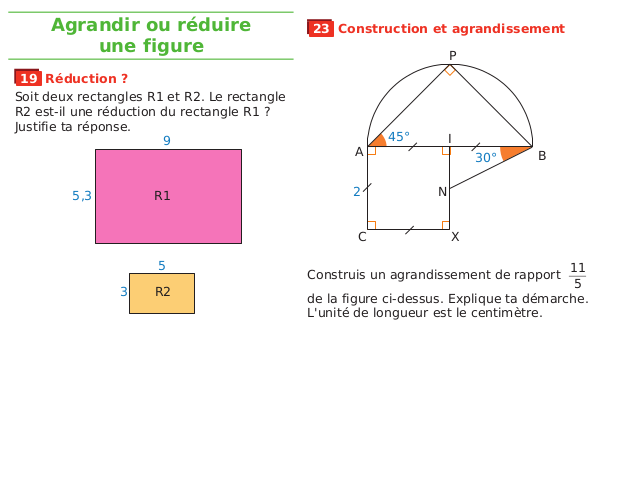 Agrandir ou réduire
une figure
19 Réduction ?
Soit deux rectangles R1 et R2. Le rectangle
R2 est-il une réduction du rectangle R1 ?
Justifie ta réponse.
9
5,3
R1
5
3
R2
23 Construction et agrandissement
P
45°
I
A
30°
B
2
N
C
X
Construis un agrandissement de rapport 11/5
de la figure ci-dessus. Explique ta démarche.
L'unité de longueur est le centimètre.